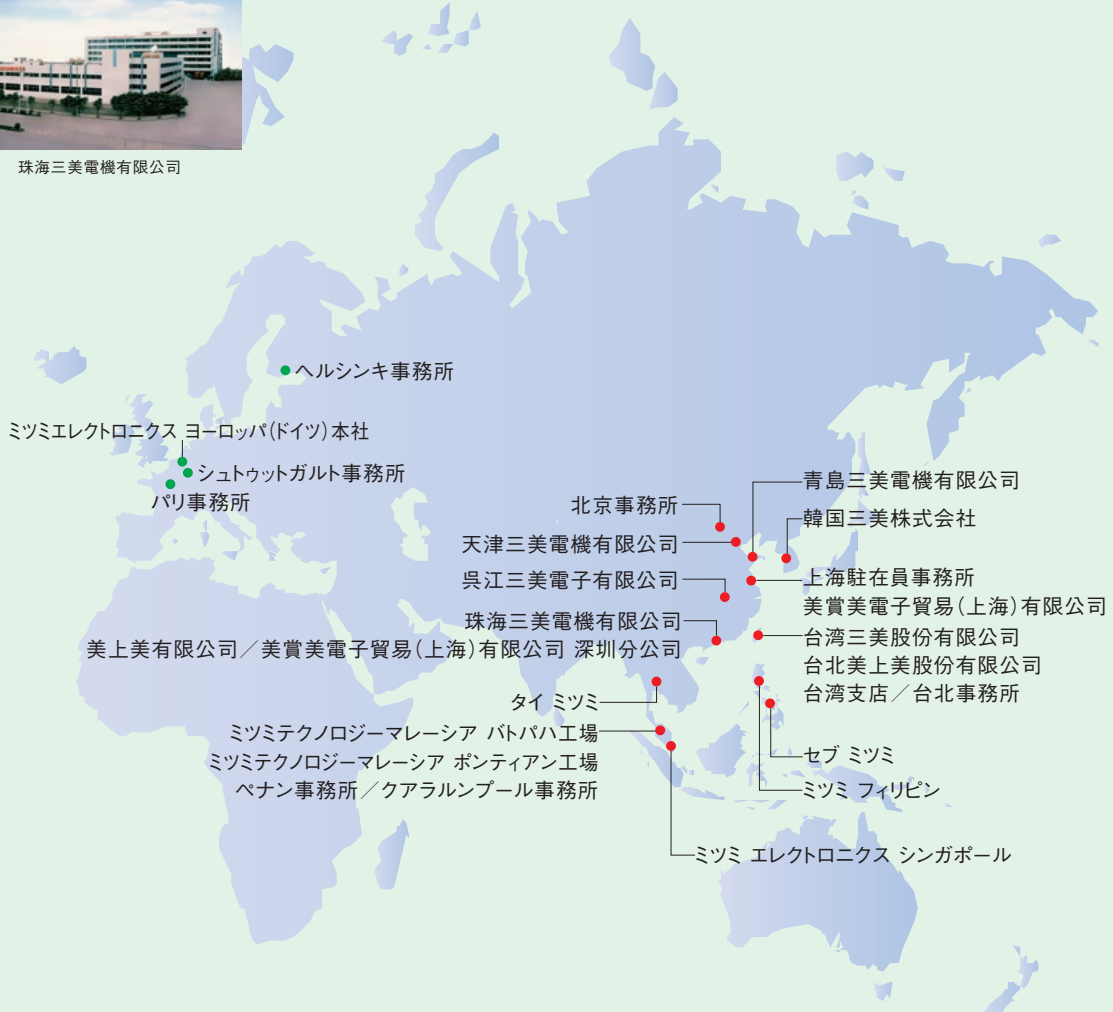 珠海三美電機有限公司
ヘルシンキ事務所
ミツミエレクトロニクス ヨーロッパ(ドイツ)本社
シュトゥットガルト事務所
パリ事務所
北京事務所
天津三美電機有限公司
呉江三美電子有限公司
珠海三美電機有限公司
美上美有限公司／美賞美電子貿易(上海)有限公司 深圳分公司
タイ ミツミ
ミツミテクノロジーマレーシア バトパハ工場
ミツミテクノロジーマレーシア ポンティアン工場
ペナン事務所／クアラルンプール事務所
青島三美電機有限公司
韓国三美株式会社
上海駐在員事務所
美賞美電子貿易(上海)有限公司
台湾三美股份有限公司
台北美上美股份有限公司
台湾支店／台北事務所
セブ ミツミ
ミツミ フィリピン
ミツミ エレクトロニクス シンガポール